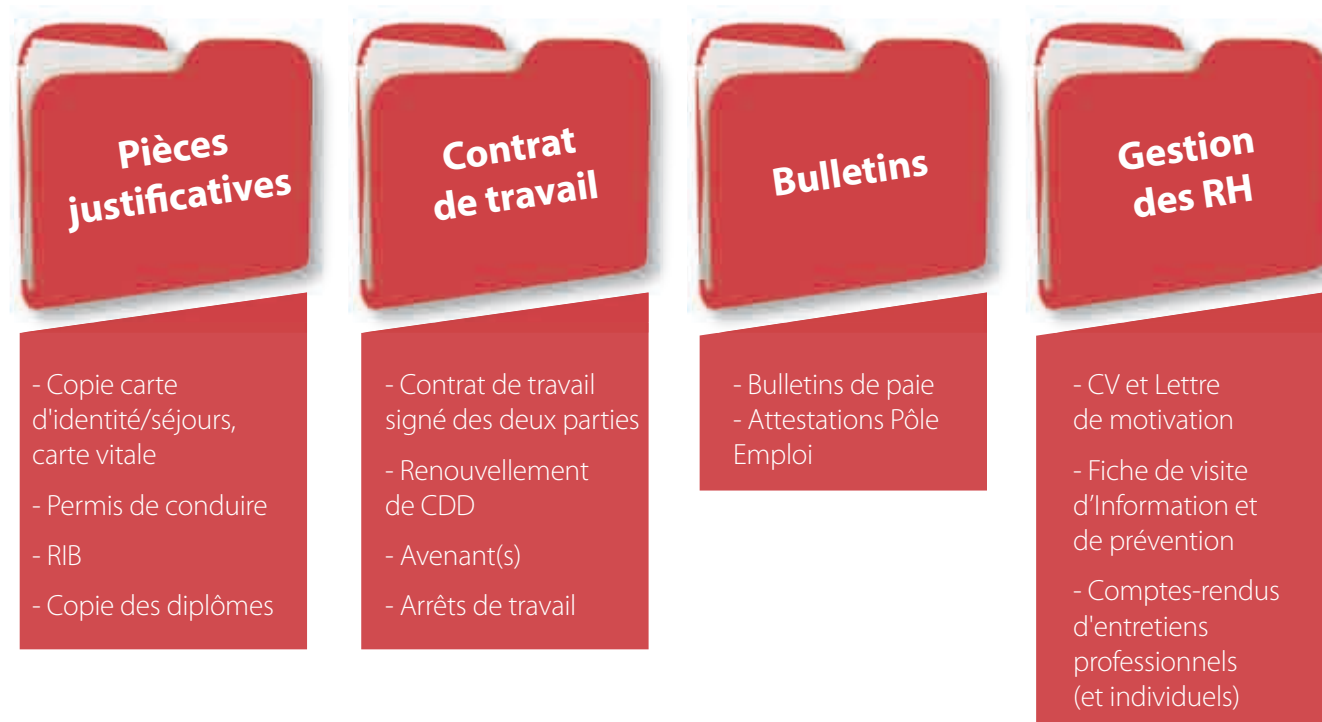 Pièces
justificatives
- Copie carte
d'identité/séjours,
carte vitale
- Permis de conduire
- RIB
- Copie des diplômes
Contrat
de travail
- Contrat de travail
signé des deux parties
- Renouvellement
de CDD
- Avenant(s)
- Arrêts de travail
Bulletins
- Bulletins de paie
- Attestations Pôle
Emploi
Gestion
des RH
- CV et Lettre
de motivation
- Fiche de visite
d’Information et
de prévention
- Comptes-rendus
d'entretiens
professionnels
(et individuels)